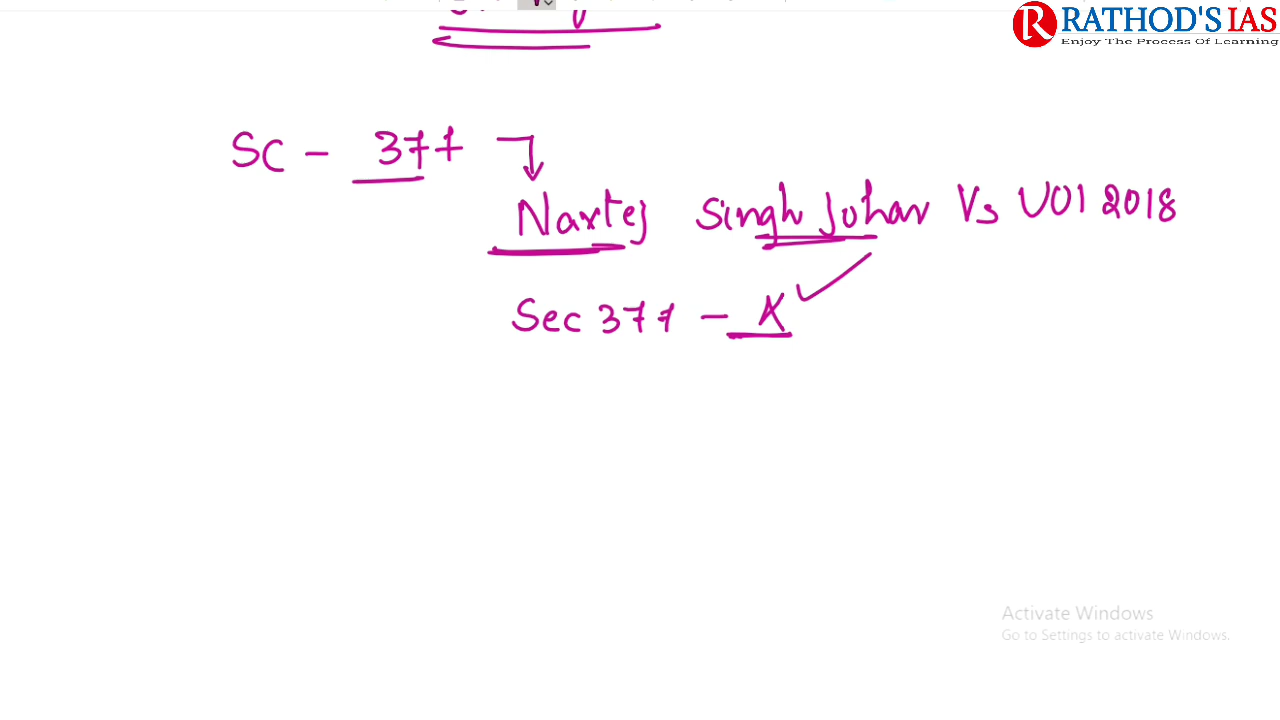 RATHOD'S IAS
Enjoy The Process Of Learning
SC - 377
Navtej Singh Johar Vs UOI 2018
Sec 377 - X
Activate Windows
Go to Settings to activate Windows.